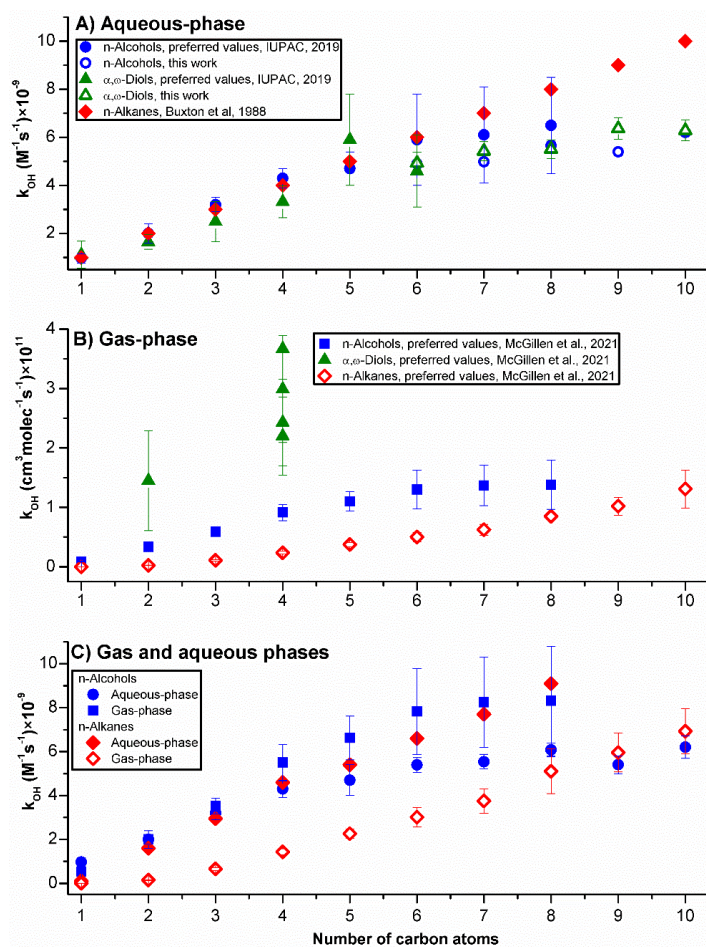 A) Aqueous-phase
n-Alcohols, preferred values, IUPAC, 2019
n-Alcohols, this work
α,ω-Diols, preferred values, IUPAC, 2019
α,ω-Diols, this work
n-Alkanes, Buxton et al, 1988
kOH (M⁻¹s⁻¹)×10⁻⁹
10
8
6
4
2
1 2 3 4 5 6 7 8 9 10
B) Gas-phase
n-Alcohols, preferred values, McGillen et al., 2021
α,ω-Diols, preferred values, McGillen et al., 2021
n-Alkanes, preferred values, McGillen et al., 2021
kOH (cm³molec⁻¹s⁻¹)×10¹¹
4
3
2
1
0
1 2 3 4 5 6 7 8 9 10
C) Gas and aqueous phases
n-Alcohols
Aqueous-phase
Gas-phase
n-Alkanes
Aqueous-phase
Gas-phase
kOH (M⁻¹s⁻¹)×10⁻⁹
10
8
6
4
2
0
1 2 3 4 5 6 7 8 9 10
Number of carbon atoms